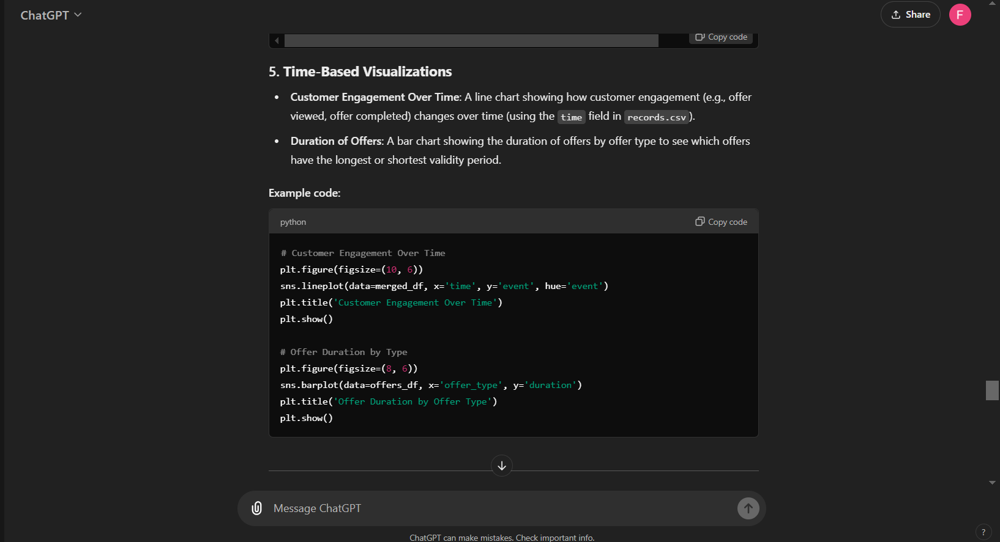 ChatGPT
Share
F
Copy code
5. Time-Based Visualizations
• Customer Engagement Over Time: A line chart showing how customer engagement (e.g., offer
viewed, offer completed) changes over time (using the time field in records.csv).
• Duration of Offers: A bar chart showing the duration of offers by offer type to see which offers
have the longest or shortest validity period.
Example code:
python
Copy code
# Customer Engagement Over Time
plt.figure(figsize=(10, 6))
sns.lineplot(data=merged_df, x='time', y='event', hue='event')
plt.title('Customer Engagement Over Time')
plt.show()
# Offer Duration by Type
plt.figure(figsize=(8, 6))
sns.barplot(data=offers_df, x='offer_type', y='duration')
plt.title('Offer Duration by Offer Type')
plt.show()
Message ChatGPT
ChatGPT can make mistakes. Check important info.
?